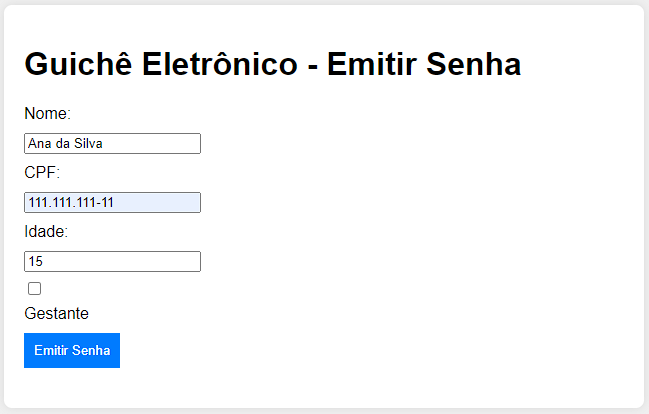 Guichê Eletrônico - Emitir Senha
Nome:
Ana da Silva
CPF:
111.111.111-11
Idade:
15
Gestante
Emitir Senha